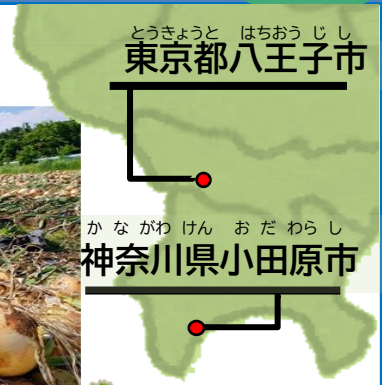 とうきょうと はちおうじし
東京都八王子市
かながわけん おだわらし
神奈川県小田原市